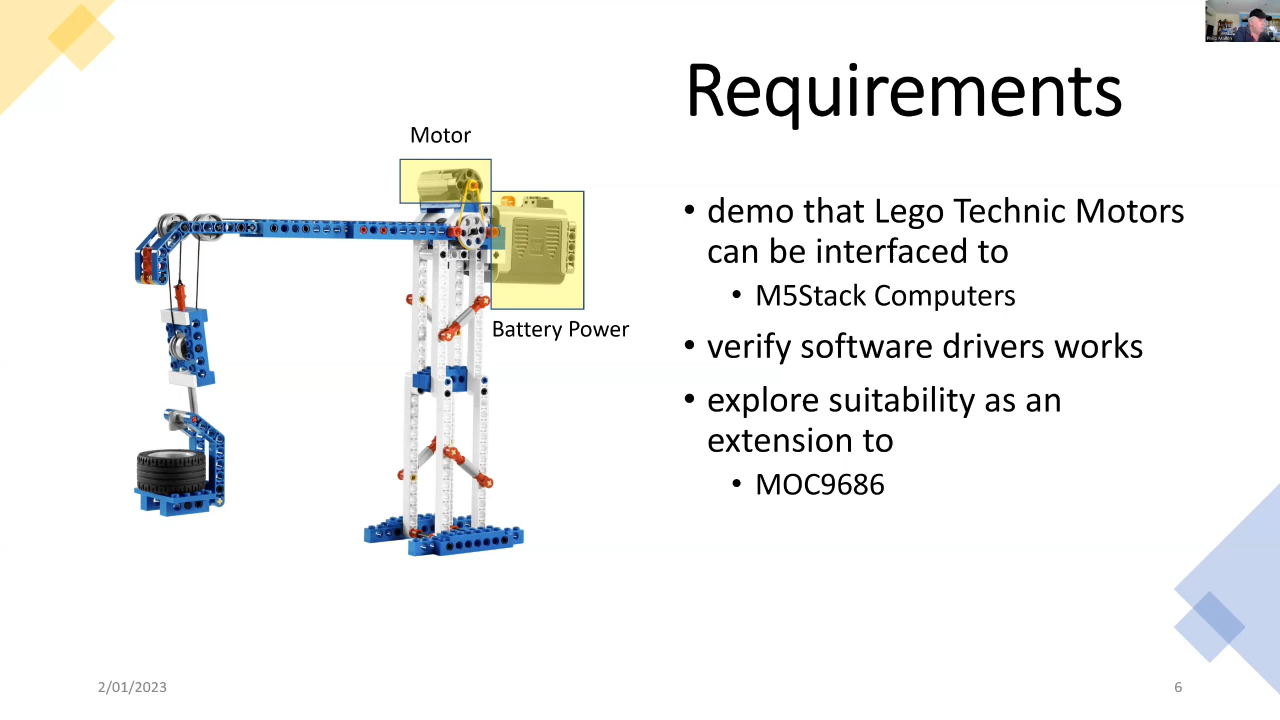 Requirements
Motor
Battery Power
• demo that Lego Technic Motors
can be interfaced to
• M5Stack Computers
• verify software drivers works
• explore suitability as an
extension to
• MOC9686
2/01/2023
6